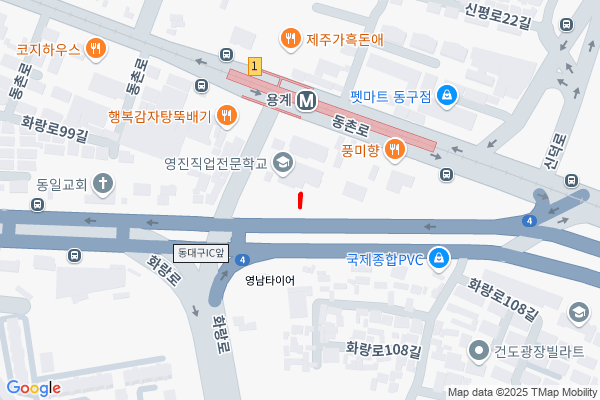 신평로22길
제주가흑돈애
코지하우스
1
동촌로
동촌로
용계
M
펫마트 동구점
행복감자탕뚝배기
화랑로99길
동촌로
풍미향
신덕로
영진직업전문학교
동일교회
4
동대구IC앞
4
국제종합PVC
화랑로
영남타이어
화랑로108길
화랑로
화랑로108길
건도광장빌라트
Google
Map data ©2025 TMap Mobility